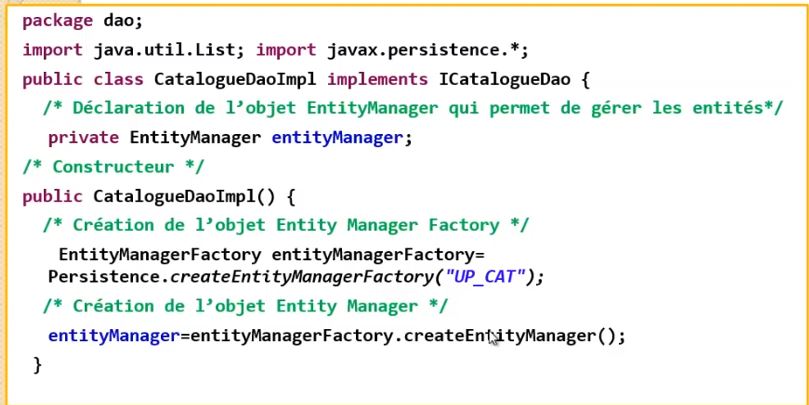 package dao;
import java.util.List; import javax.persistence.*;
public class CatalogueDaoImpl implements ICatalogueDao {
/* Déclaration de l’objet EntityManager qui permet de gérer les entités*/
private EntityManager entityManager;
/* Constructeur */
public CatalogueDaoImpl() {
/* Création de l’objet Entity Manager Factory */
EntityManagerFactory entityManagerFactory=
Persistence.createEntityManagerFactory("UP_CAT");
/* Création de l’objet Entity Manager */
entityManager=entityManagerFactory.createEntityManager();
}